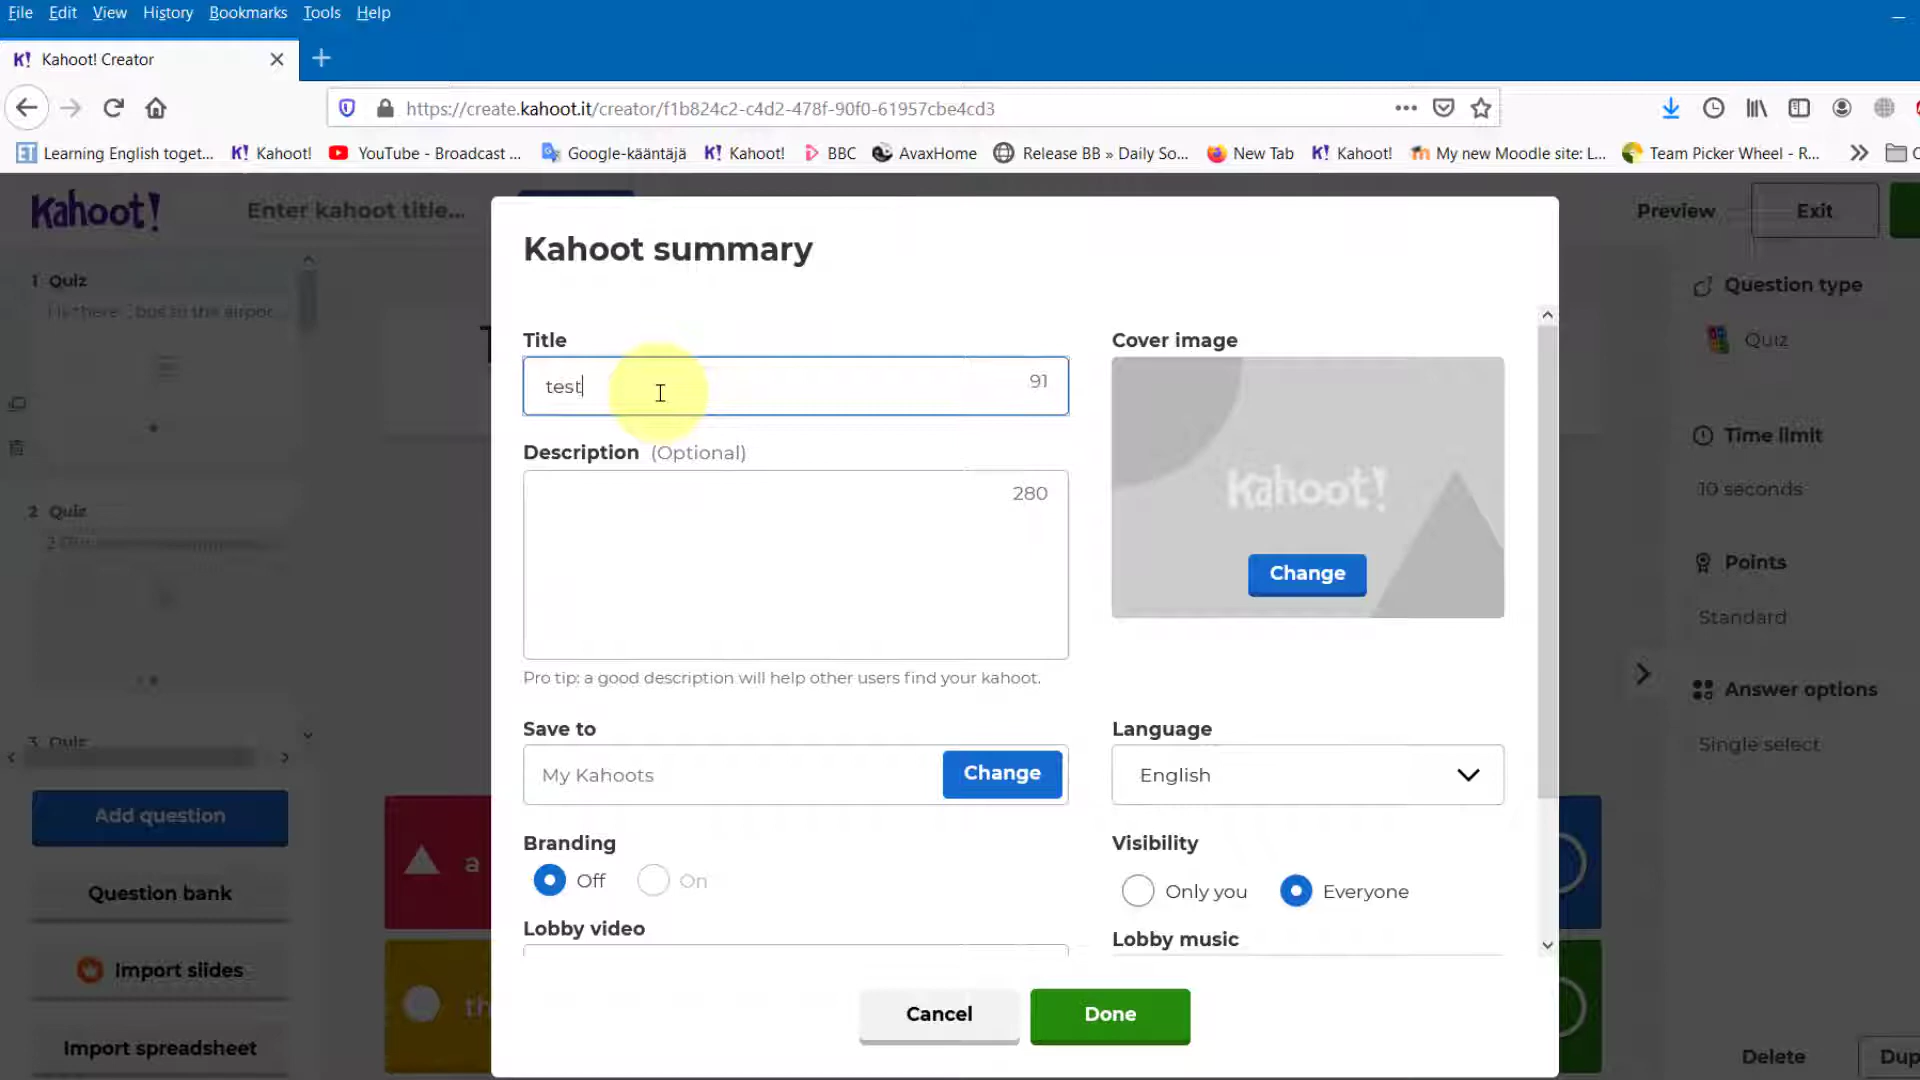 File Edit View History Bookmarks Tools Help
K! Kahoot! Creator
https://create.kahoot.it/creator/f1b824c2-c4d2-478f-90f0-61957cbe4cd3
Learning English toget... K! Kahoot! YouTube - Broadcast ... Google-kääntäjä K! Kahoot! BBC AvaxHome Release BB » Daily So... New Tab K! Kahoot! My new Moodle site: L... Team Picker Wheel - R...
Kahoot! Enter kahoot title... Preview Exit
Kahoot summary
1 Quiz
bus to the airpor...
2 Quiz
3 Quiz
Add question
Question bank
Import slides
Import spreadsheet
Title
test 91
Description (Optional)
280
Pro tip: a good description will help other users find your kahoot.
Save to
My Kahoots Change
Branding
Off On
Lobby video
Cover image
Kahoot!
Change
Language
English
Visibility
Only you Everyone
Lobby music
Cancel Done
a
th
Question type
Quiz
Time limit
10 seconds
Points
Standard
Answer options
Single select
Delete Dup